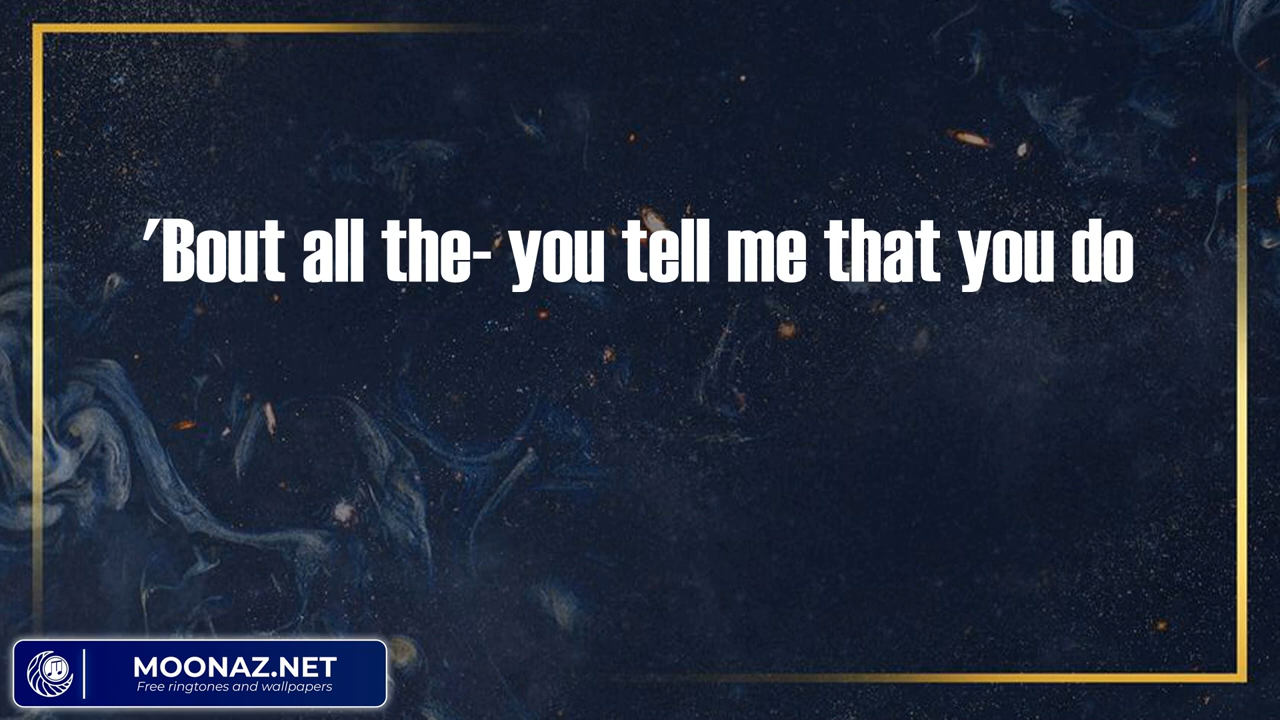 'Bout all the- you tell me that you do
MOONAZ.NET
Free ringtones and wallpapers